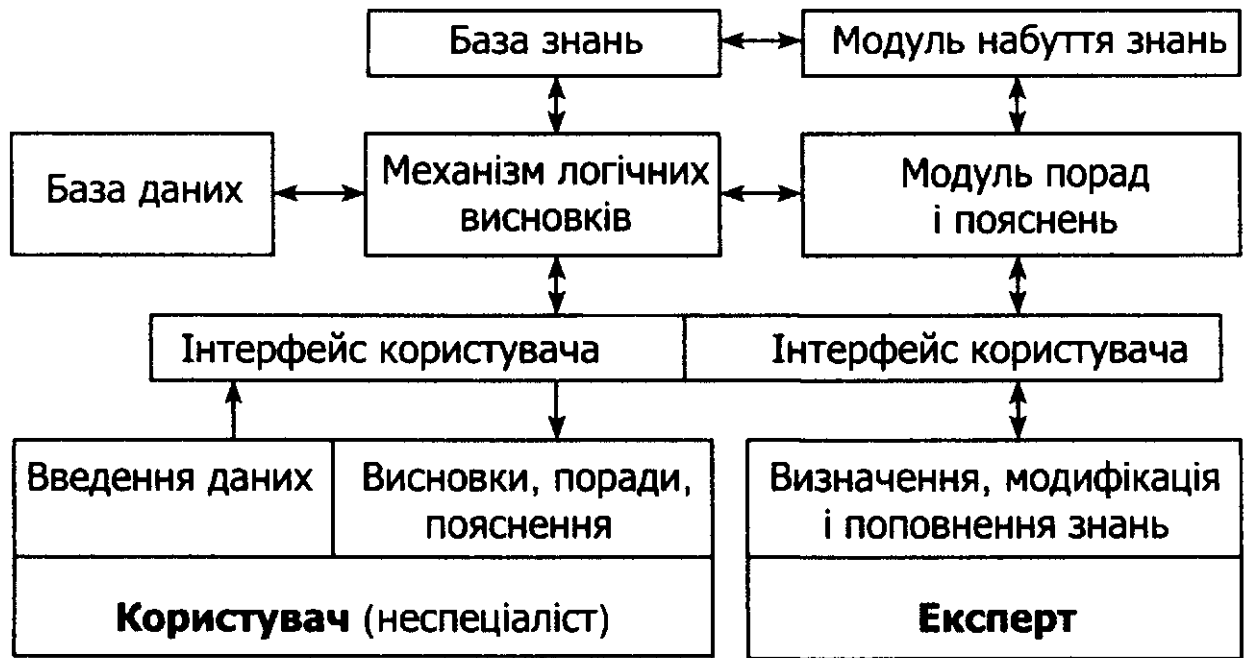 База знань
Модуль набуття знань
База даних
Механізм логічних
висновків
Модуль порад
і пояснень
Інтерфейс користувача
Інтерфейс користувача
Введення даних
Висновки, поради,
пояснення
Визначення, модифікація
і поповнення знань
Користувач (неспеціаліст)
Експерт